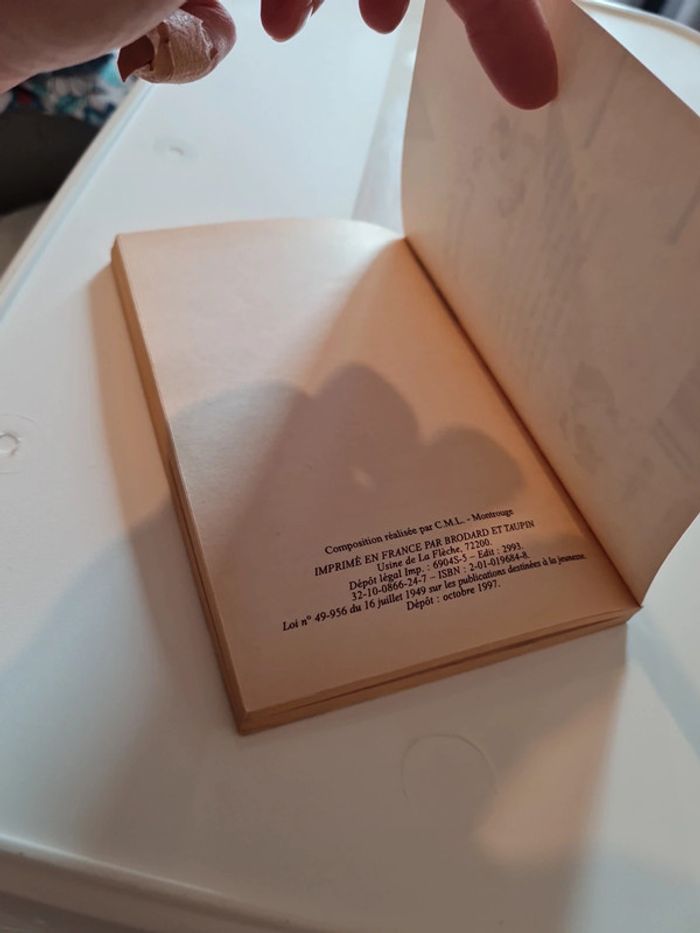 Composition réalisée par C.M.L. - Montrouge
IMPRIMÉ EN FRANCE PAR BRODARD ET TAUPIN
Usine de La Flèche, 72200.
Dépôt légal Imp. : 6904S-5 – Edit : 2993.
32-10-0866-24-7 – ISBN : 2-01-019684-8.
Loi n° 49-956 du 16 juillet 1949 sur les publications destinées à la jeunesse.
Dépôt : octobre 1997.